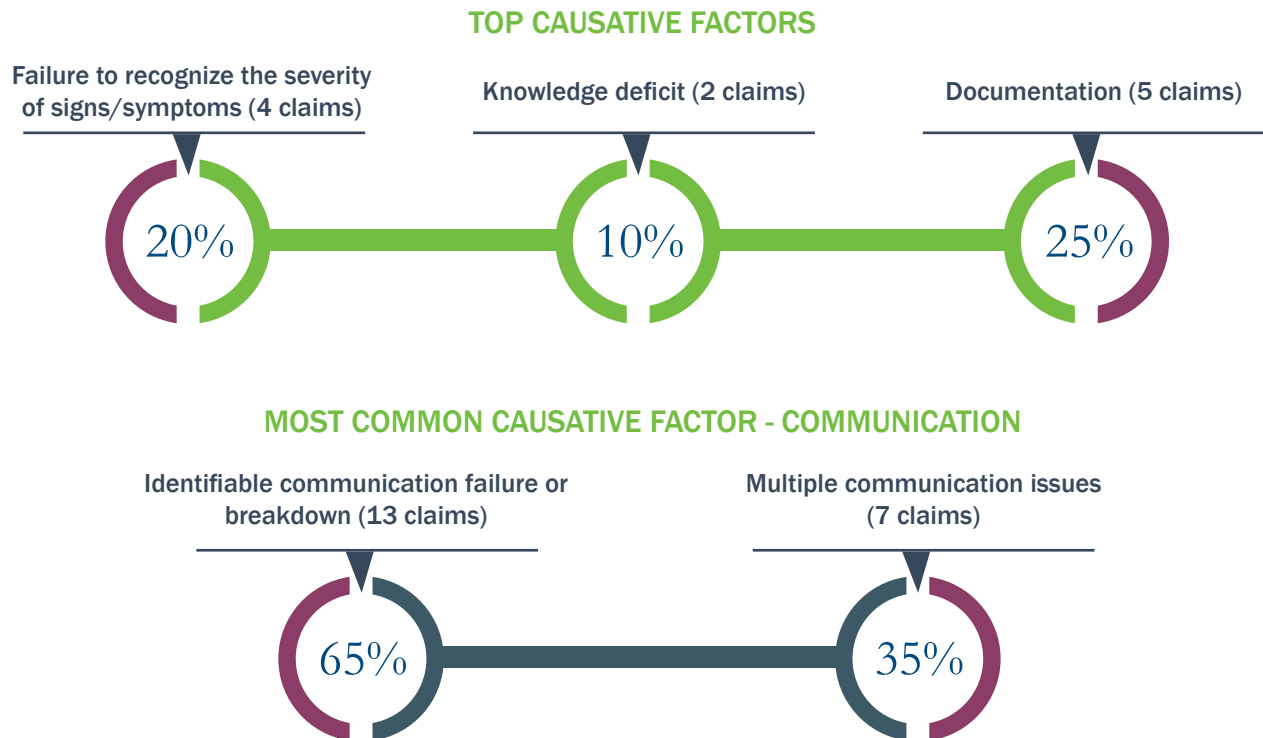 TOP CAUSATIVE FACTORS
Failure to recognize the severity
of signs/symptoms (4 claims)
Knowledge deficit (2 claims)
Documentation (5 claims)
20%
10%
25%
MOST COMMON CAUSATIVE FACTOR - COMMUNICATION
Identifiable communication failure or
breakdown (13 claims)
Multiple communication issues
(7 claims)
65%
35%